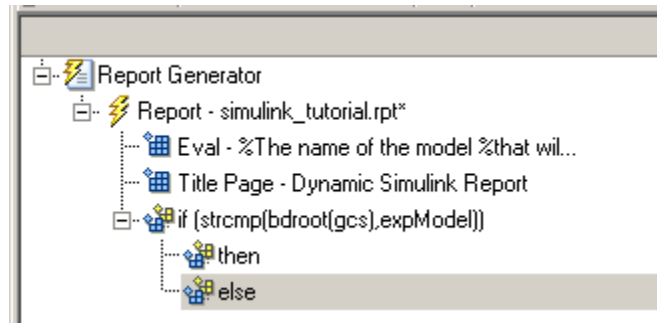 Report Generator
Report - simulink_tutorial.rpt*
Eval - %The name of the model %that wil...
Title Page - Dynamic Simulink Report
if (strcmp(bdroot(gcs),expModel))
then
else